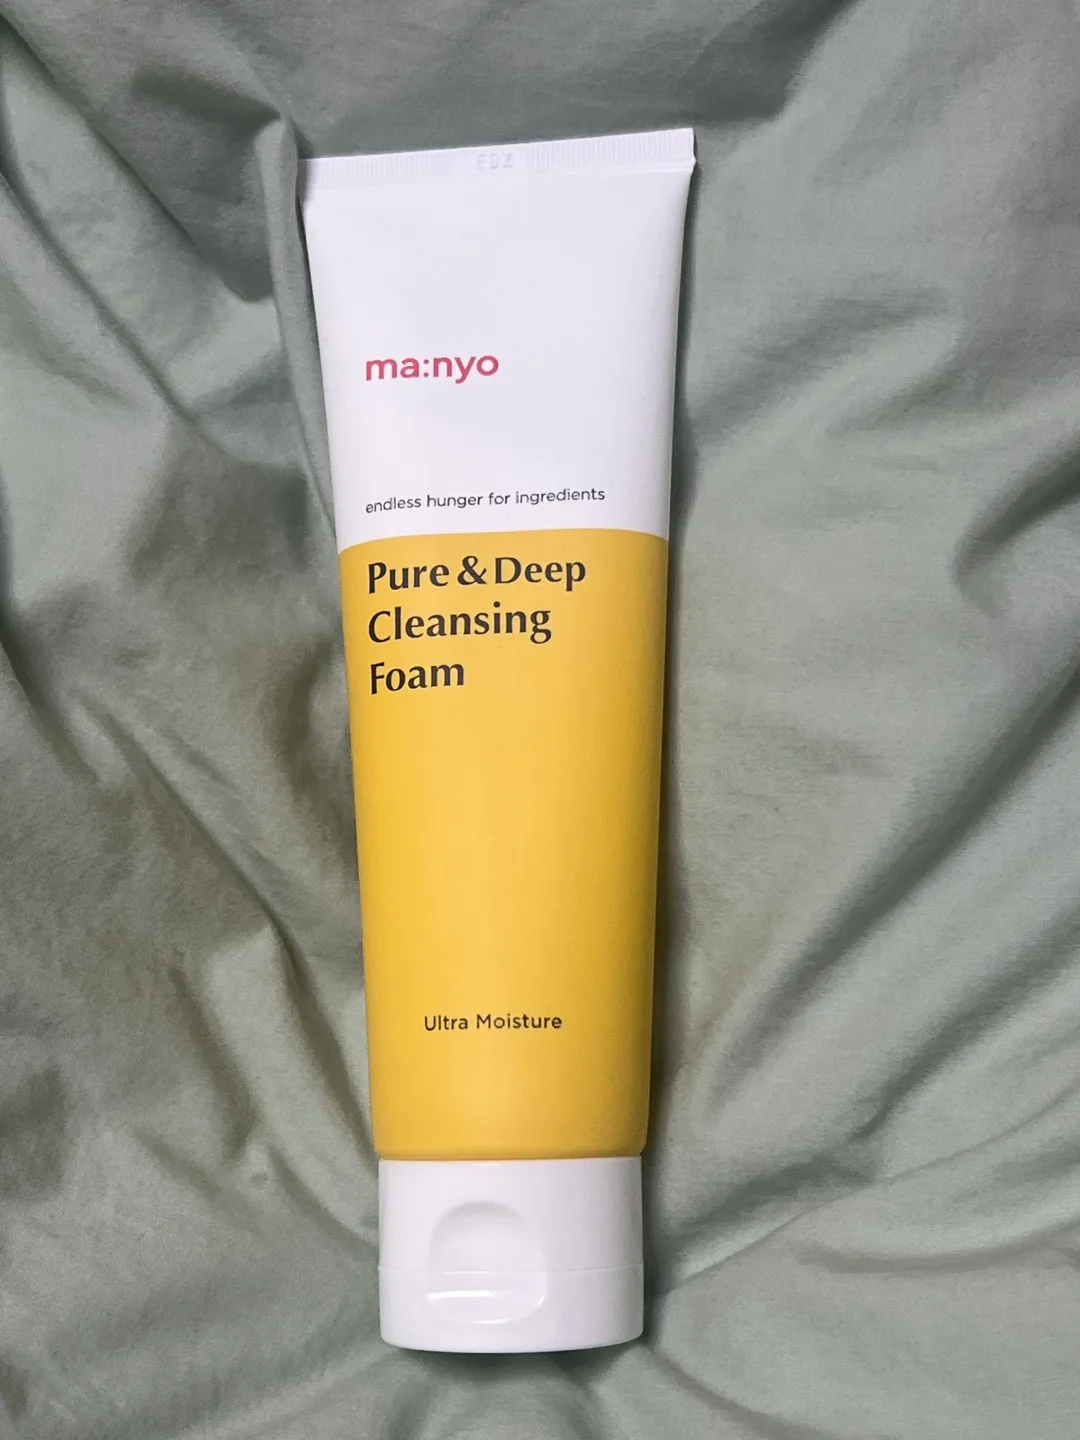 ma:nyo
endless hunger for ingredients
Pure & Deep
Cleansing
Foam
Ultra Moisture